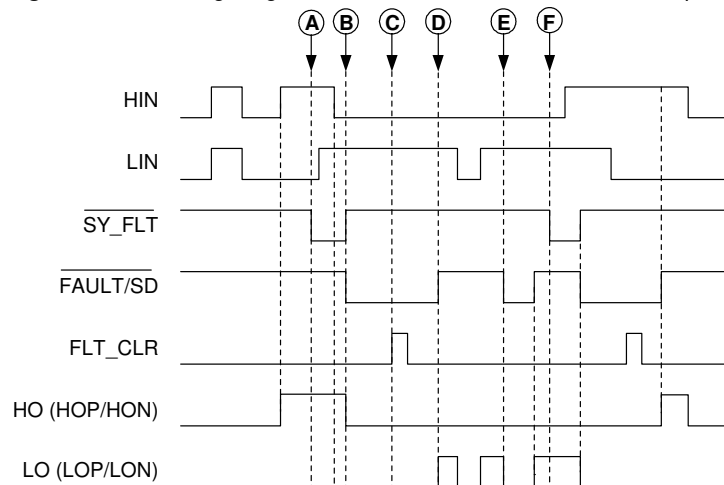 A B C D E F
HIN
LIN
SY_FLT
FAULT/SD
FLT_CLR
HO (HOP/HON)
LO (LOP/LON)